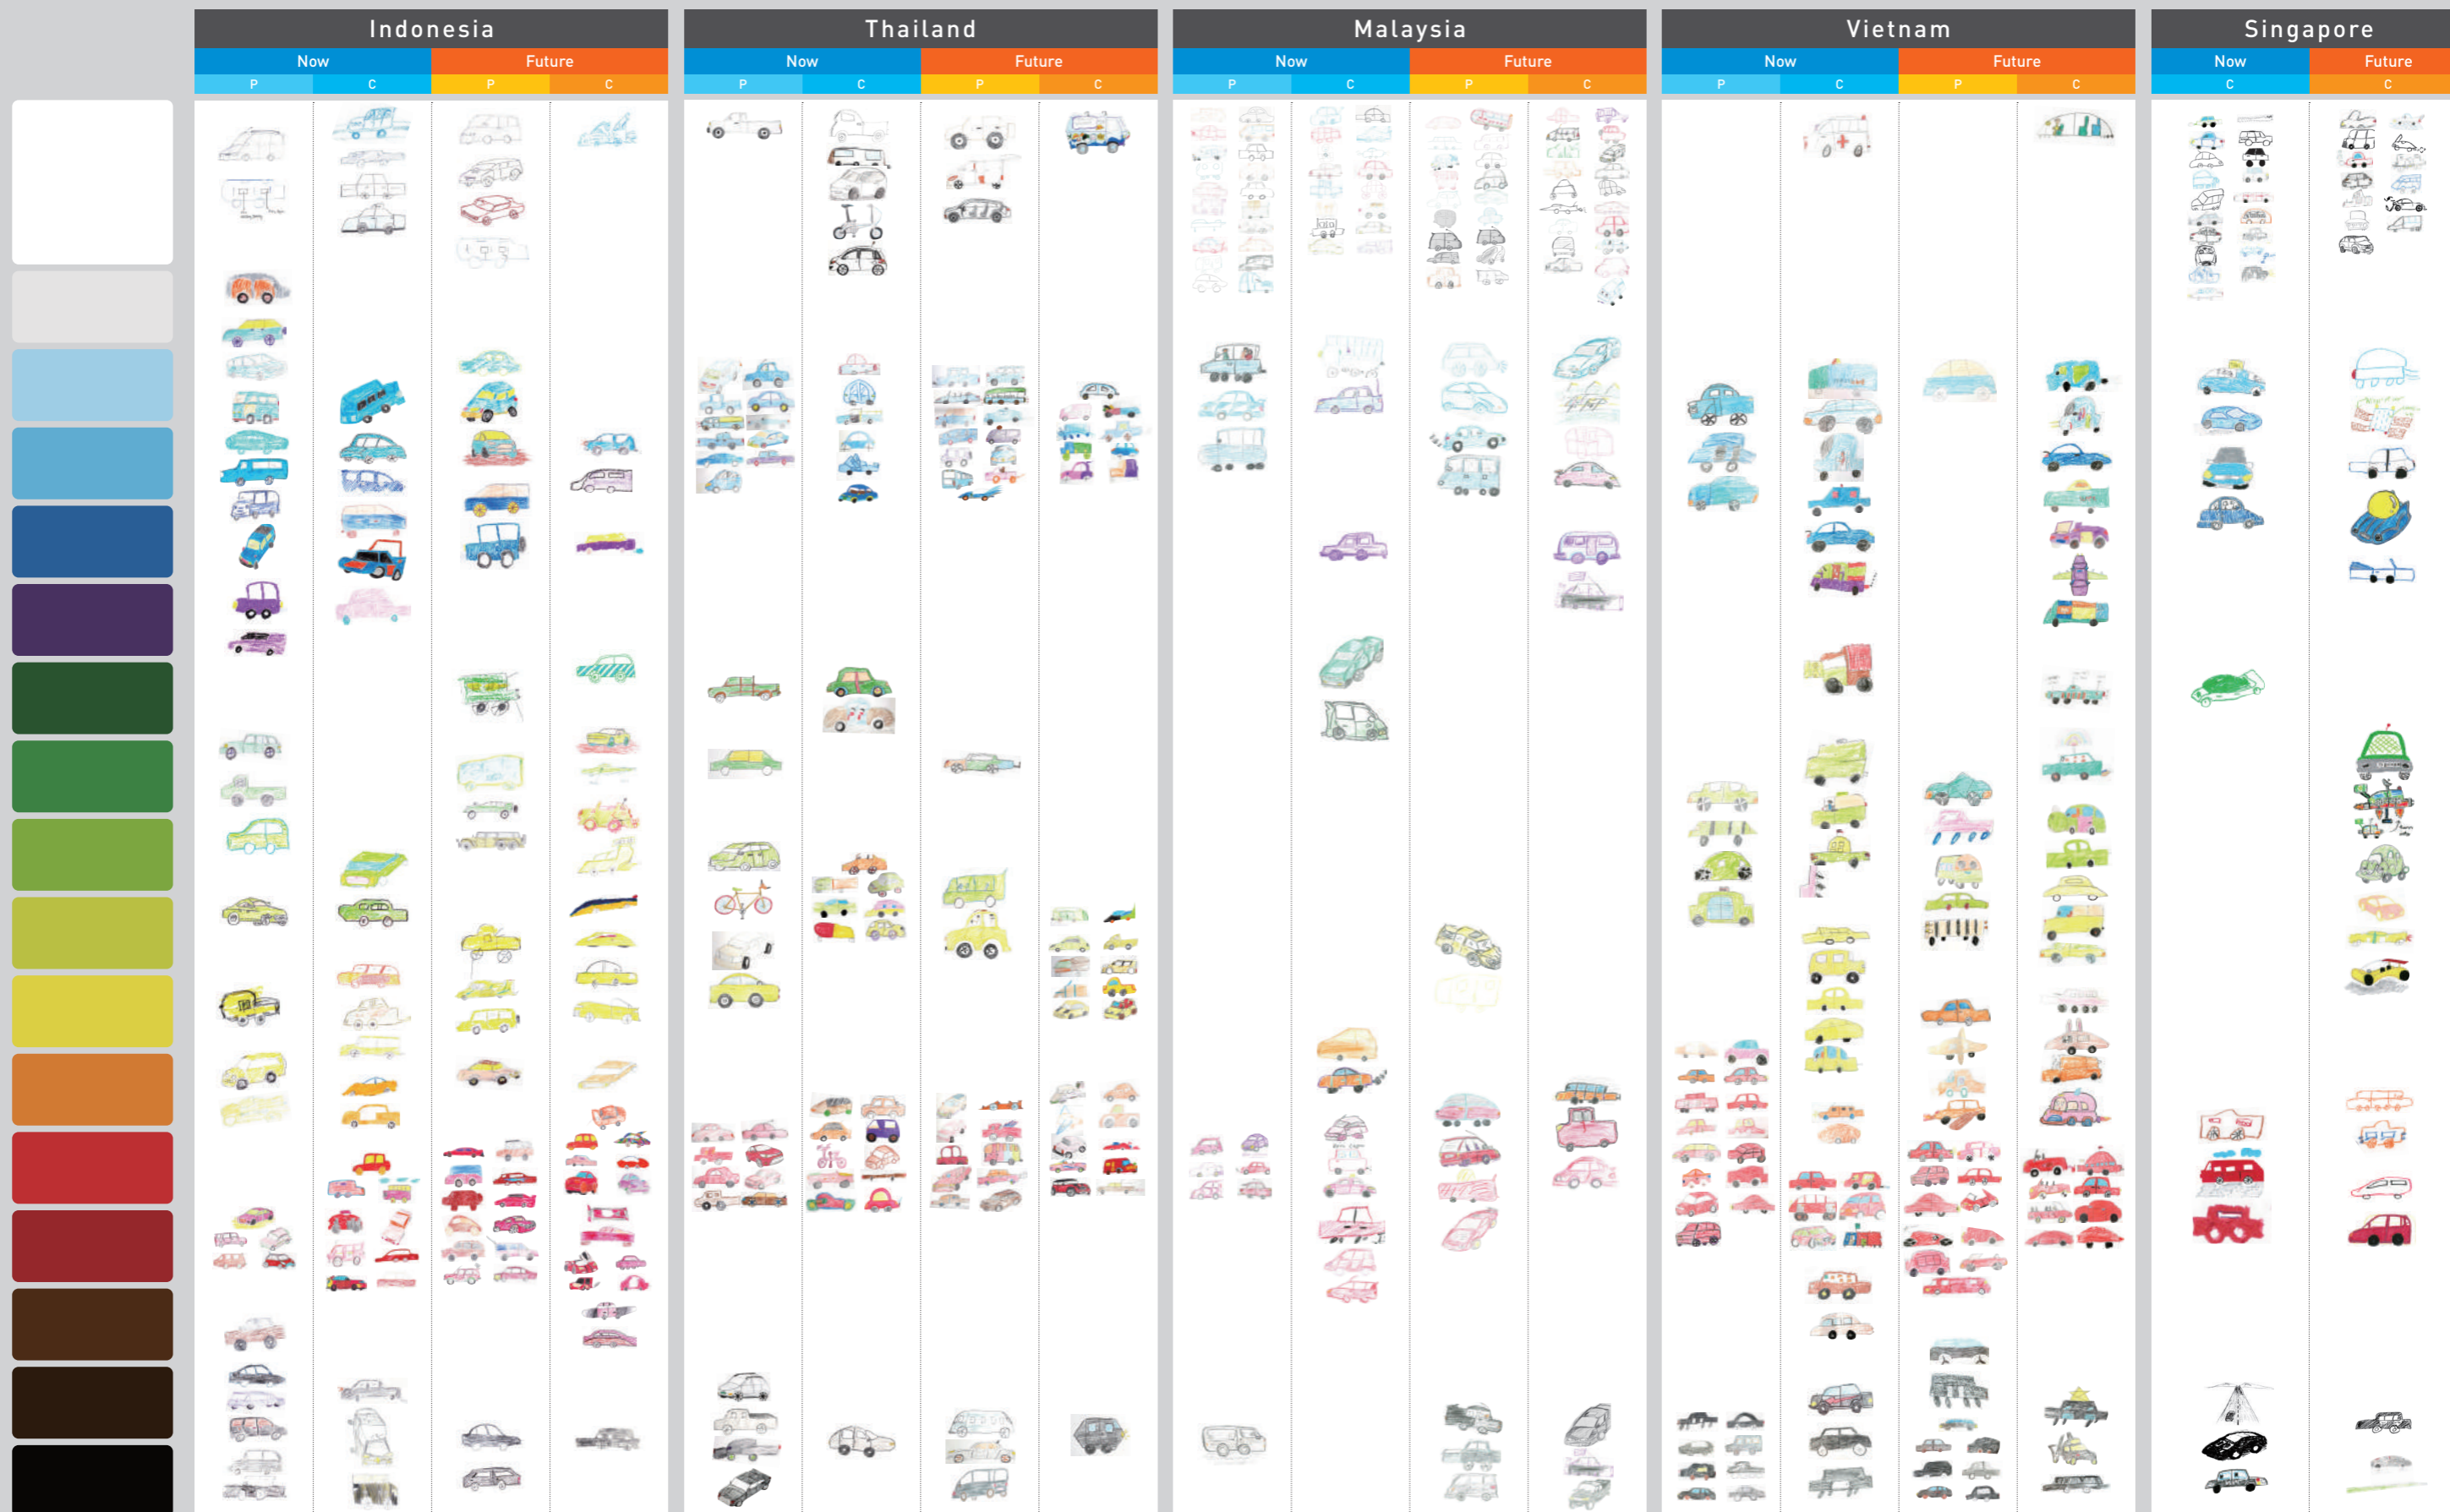 Indonesia Thailand Malaysia Vietnam Singapore
Now Future Now Future Now Future Now Future Now Future
P C P C P C P C P C P C P C P C C C